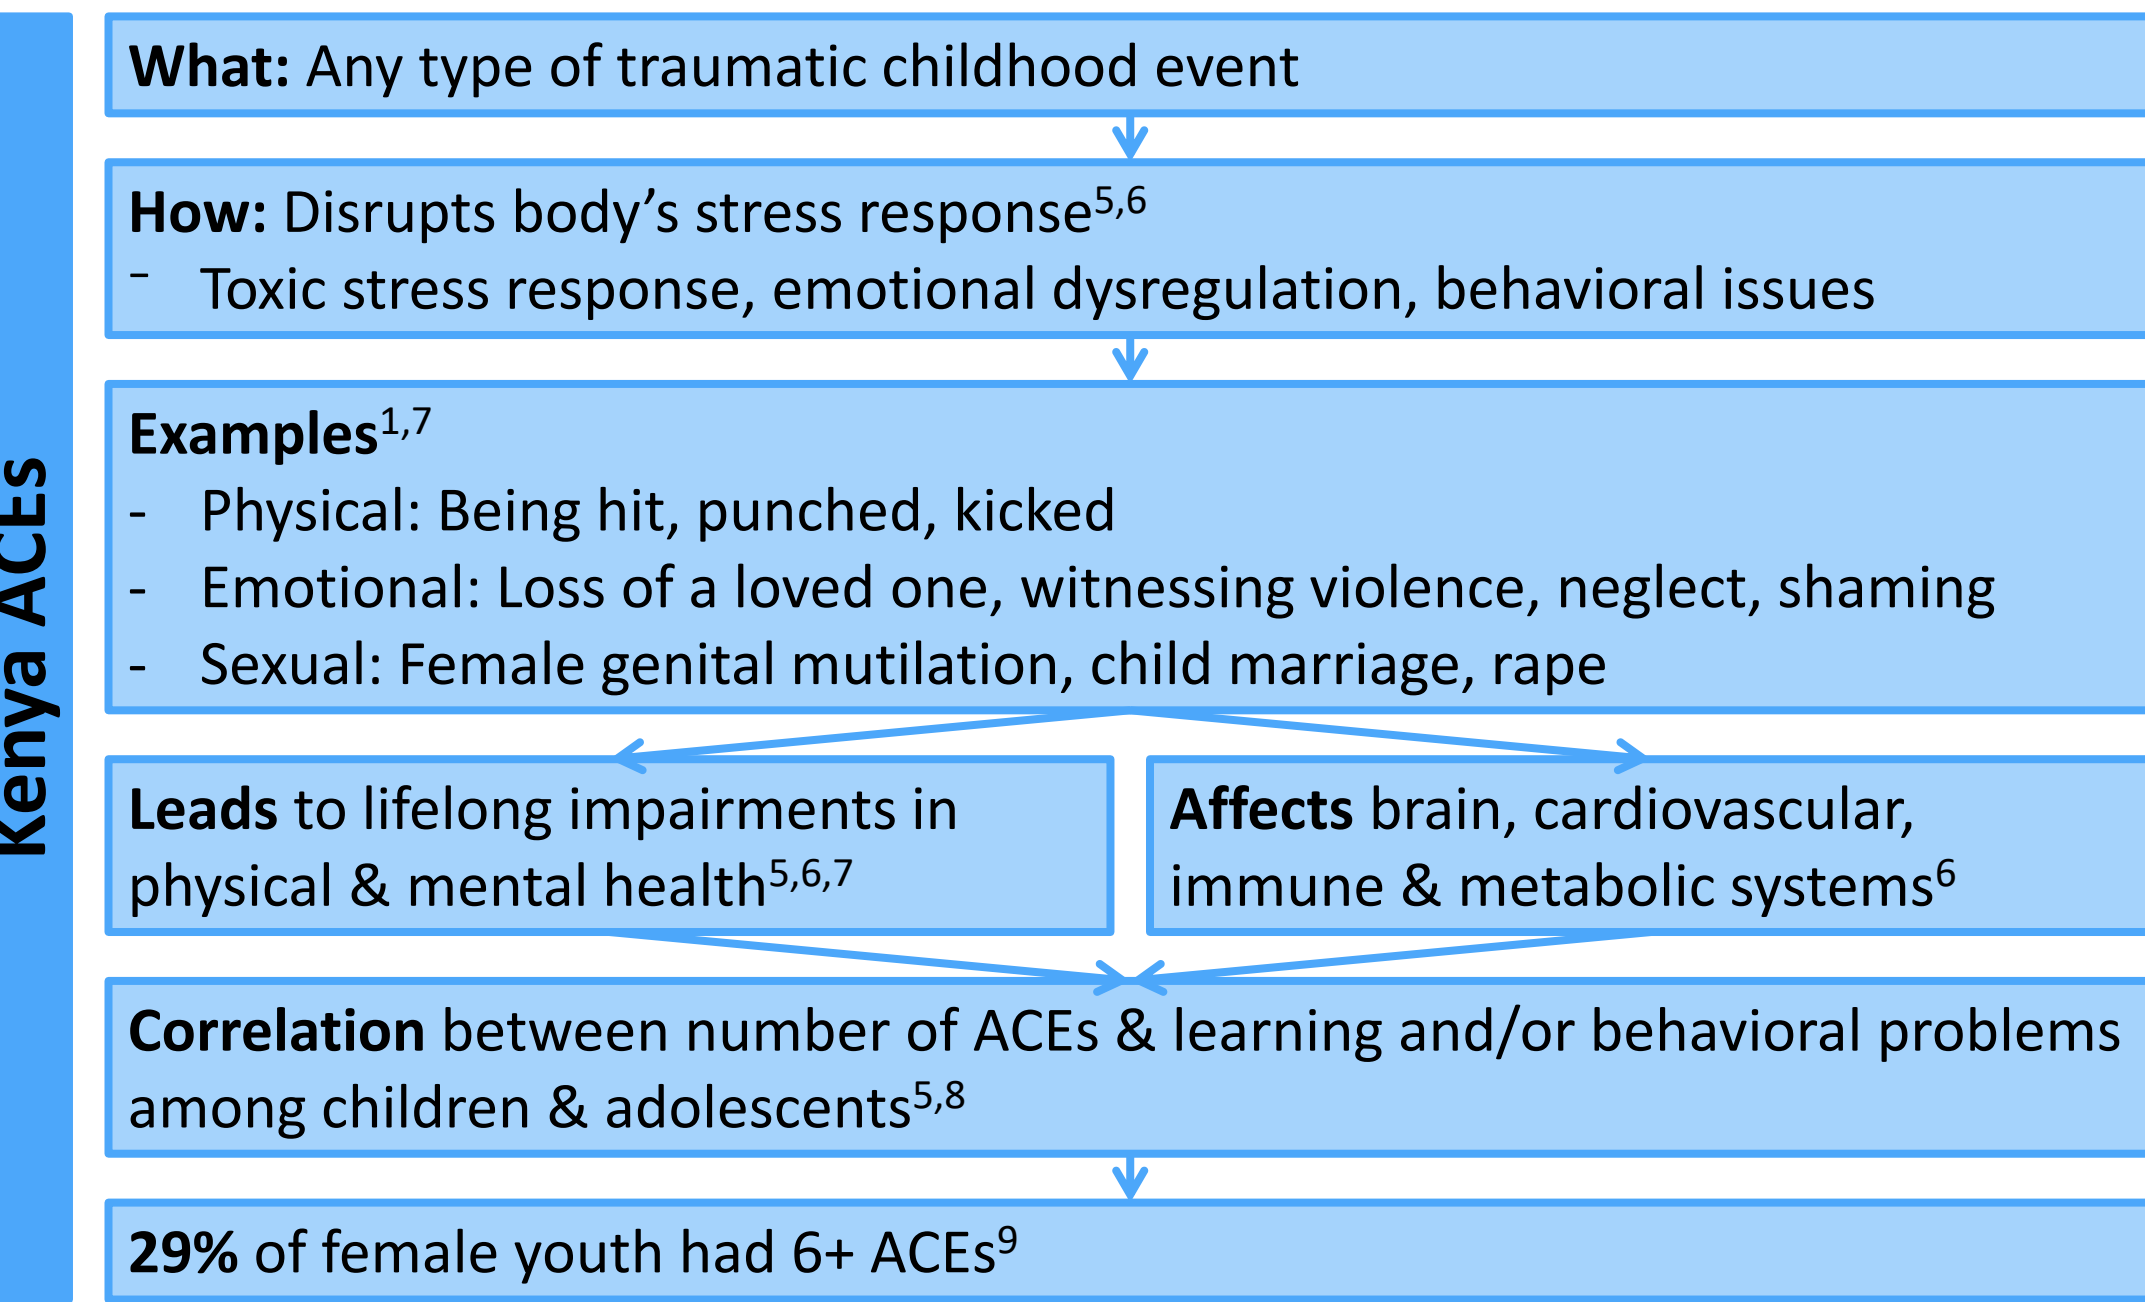 Kenya ACEs
What: Any type of traumatic childhood event
How: Disrupts body’s stress response5,6
- Toxic stress response, emotional dysregulation, behavioral issues
Examples1,7
- Physical: Being hit, punched, kicked
- Emotional: Loss of a loved one, witnessing violence, neglect, shaming
- Sexual: Female genital mutilation, child marriage, rape
Leads to lifelong impairments in
physical & mental health5,6,7
Affects brain, cardiovascular,
immune & metabolic systems6
Correlation between number of ACEs & learning and/or behavioral problems
among children & adolescents5,8
29% of female youth had 6+ ACEs9